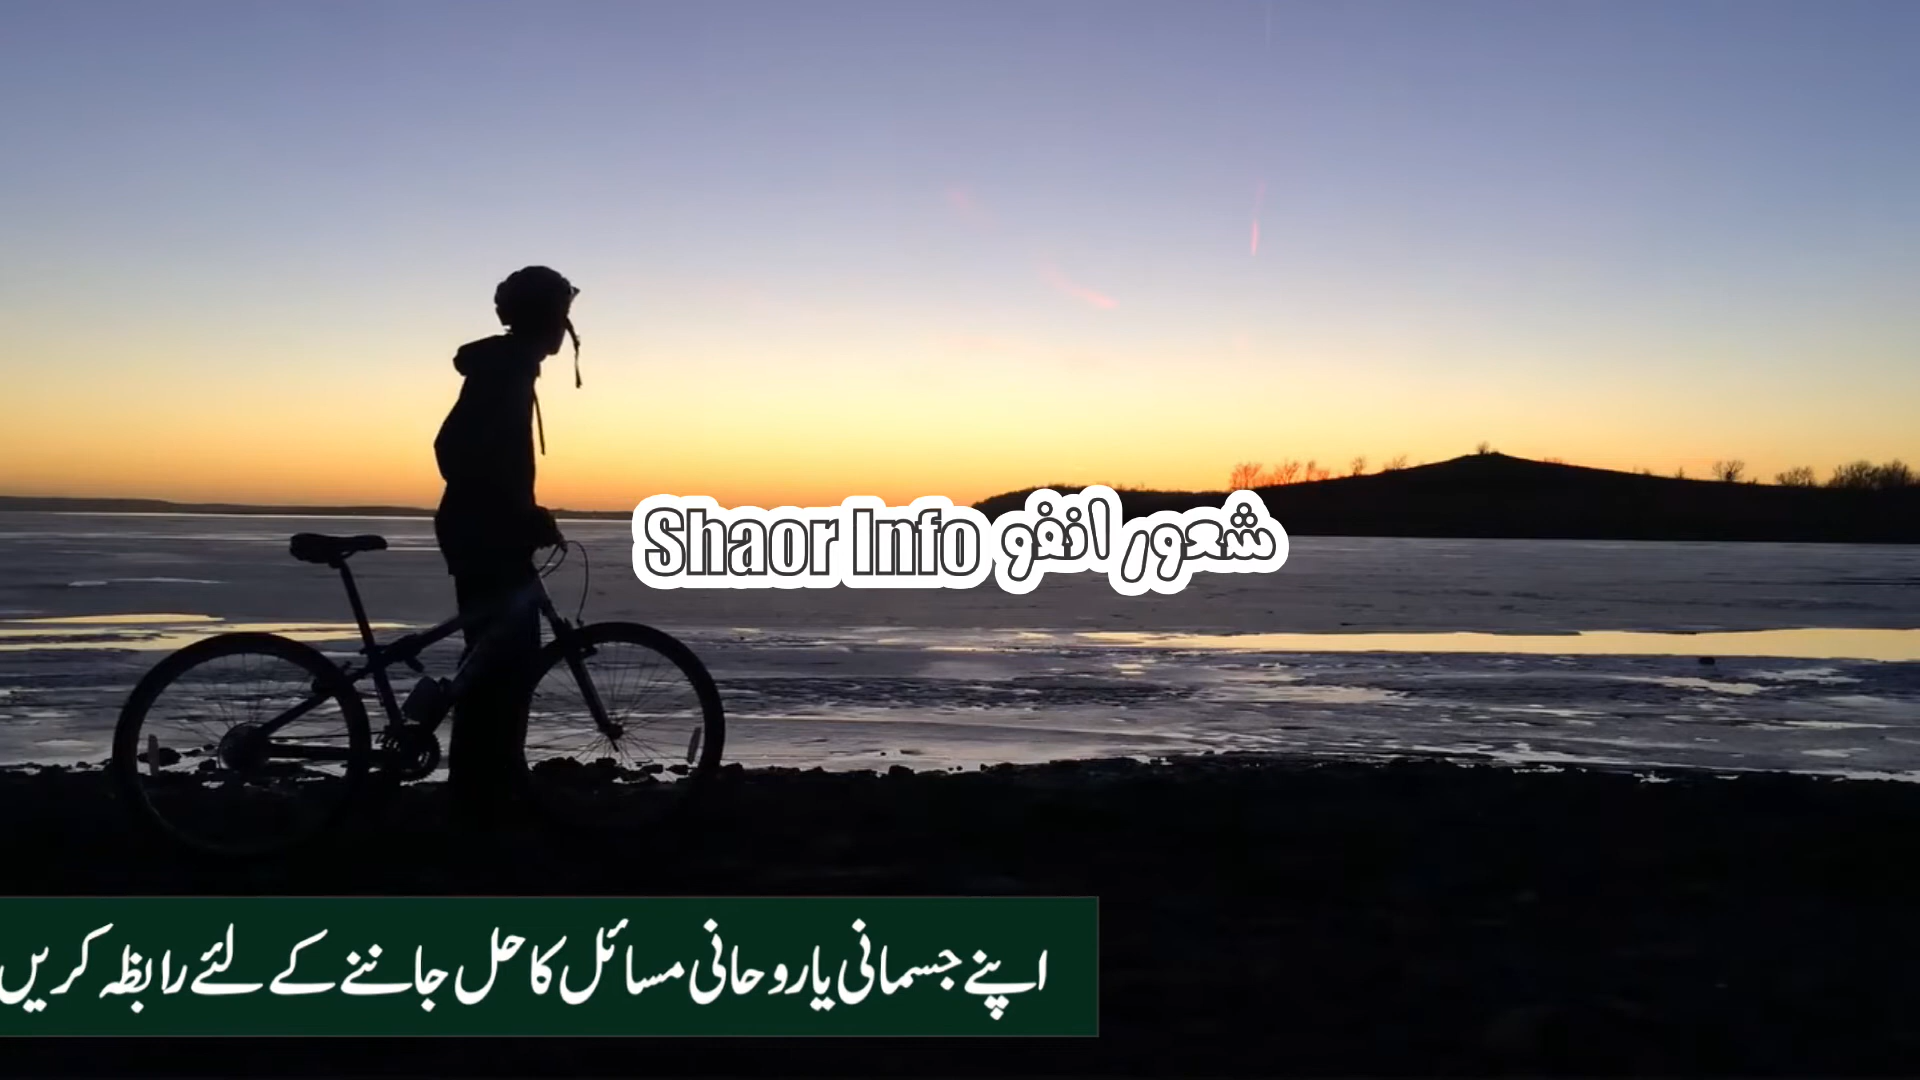 Shaor Info شعور انفو
اپنے جسمانی یا روحانی مسائل کا حل جاننے کے لئے رابطہ کریں